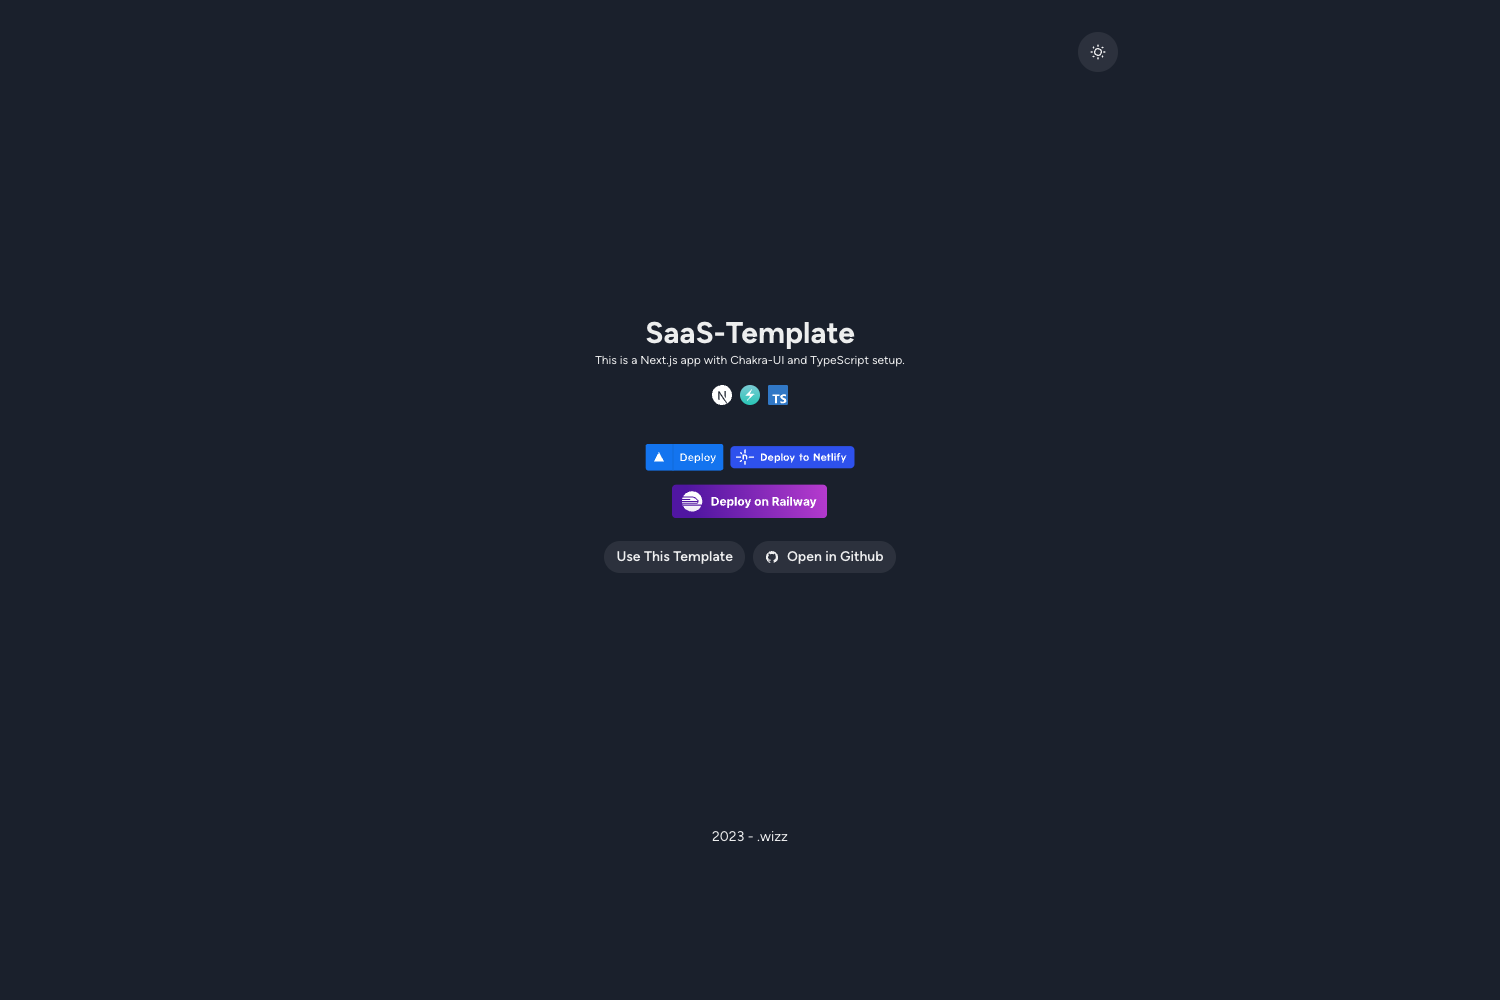 SaaS-Template
This is a Next.js app with Chakra-UI and TypeScript setup.
N TS
Deploy Deploy to Netlify
Deploy on Railway
Use This Template Open in Github
2023 - .wizz